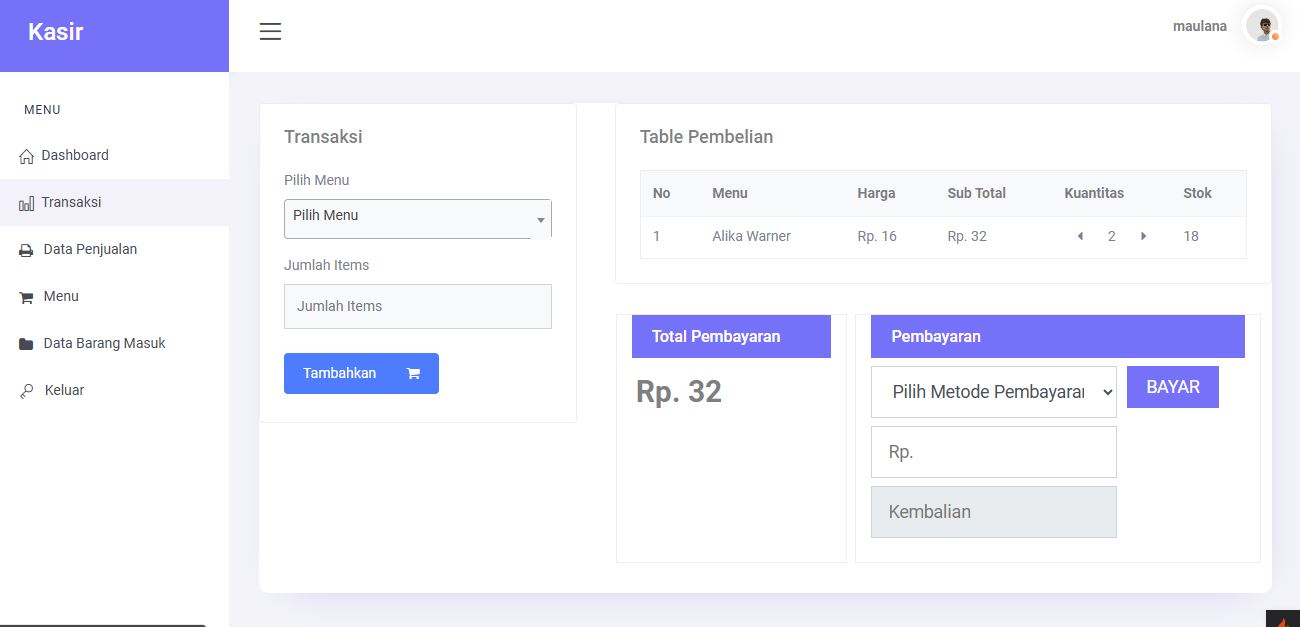 Kasir
maulana
MENU
Dashboard
Transaksi
Data Penjualan
Menu
Data Barang Masuk
Keluar
Transaksi
Pilih Menu
Pilih Menu
Jumlah Items
Jumlah Items
Tambahkan
Table Pembelian
No Menu Harga Sub Total Kuantitas Stok
1 Alika Warner Rp. 16 Rp. 32 2 18
Total Pembayaran
Rp. 32
Pembayaran
Pilih Metode Pembayaran
BAYAR
Rp.
Kembalian